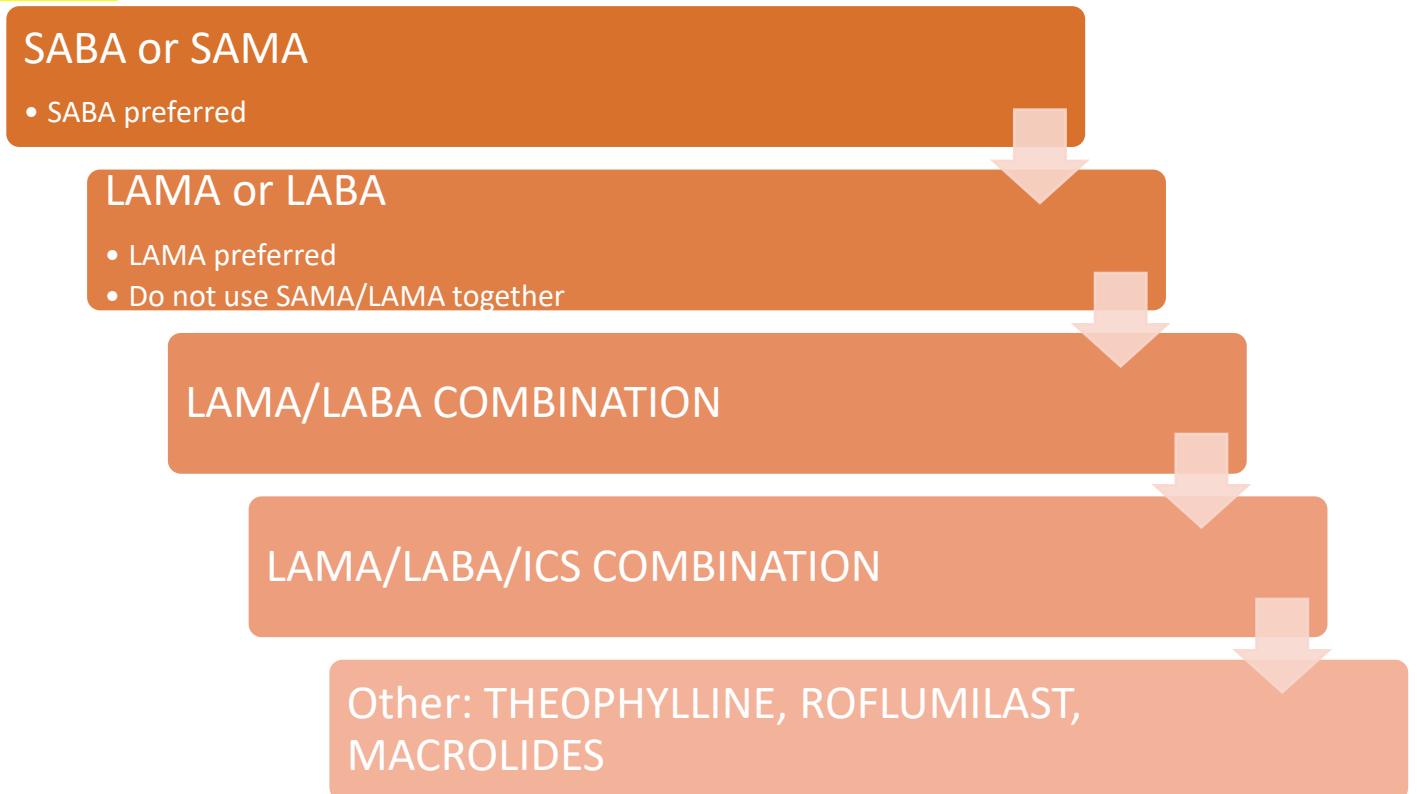 SABA or SAMA
• SABA preferred
LAMA or LABA
• LAMA preferred
• Do not use SAMA/LAMA together
LAMA/LABA COMBINATION
LAMA/LABA/ICS COMBINATION
Other: THEOPHYLLINE, ROFLUMILAST,
MACROLIDES